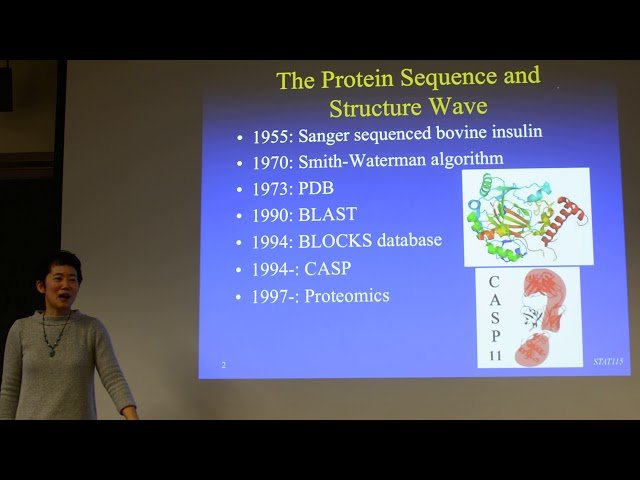 The Protein Sequence and
Structure Wave
• 1955: Sanger sequenced bovine insulin
• 1970: Smith-Waterman algorithm
• 1973: PDB
• 1990: BLAST
• 1994: BLOCKS database
• 1994-: CASP
• 1997-: Proteomics
C
A
S
P
11
2
STAT115